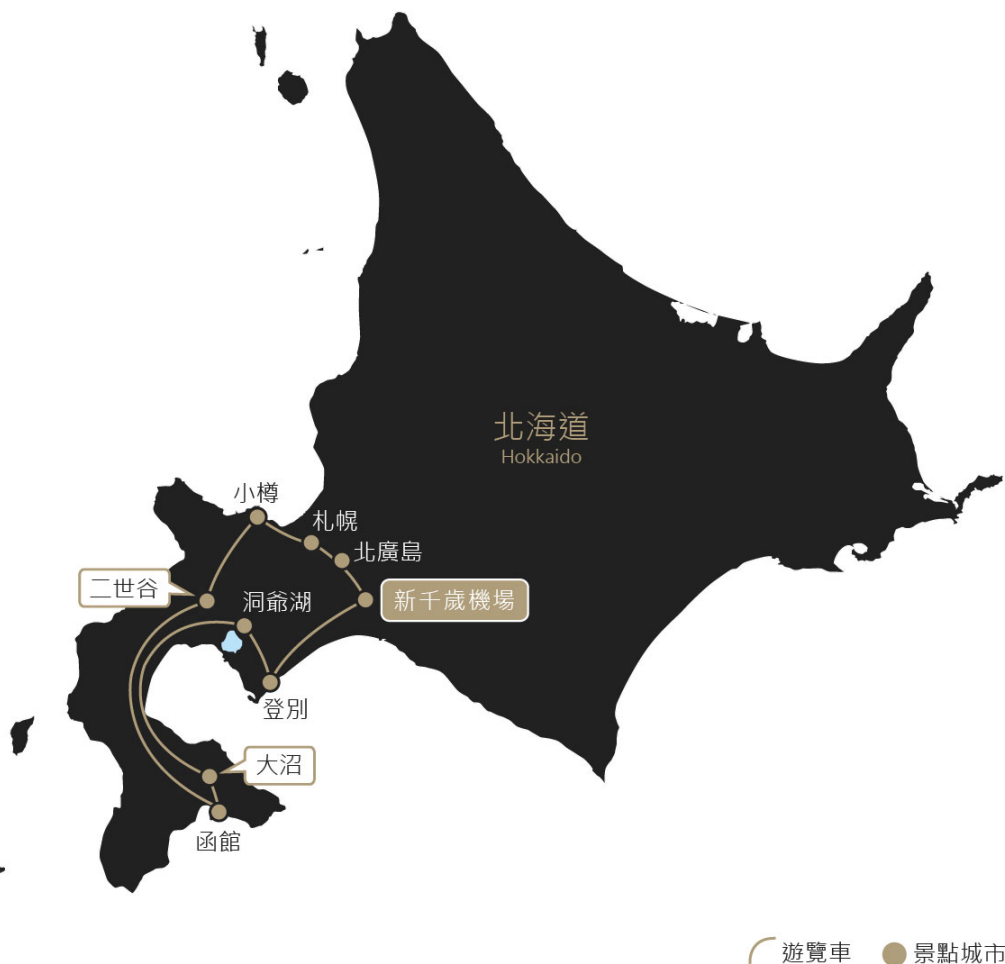 北海道
Hokkaido
小樽
札幌
北廣島
二世谷
洞爺湖
新千歲機場
登別
大沼
函館
遊覽車
景點城市